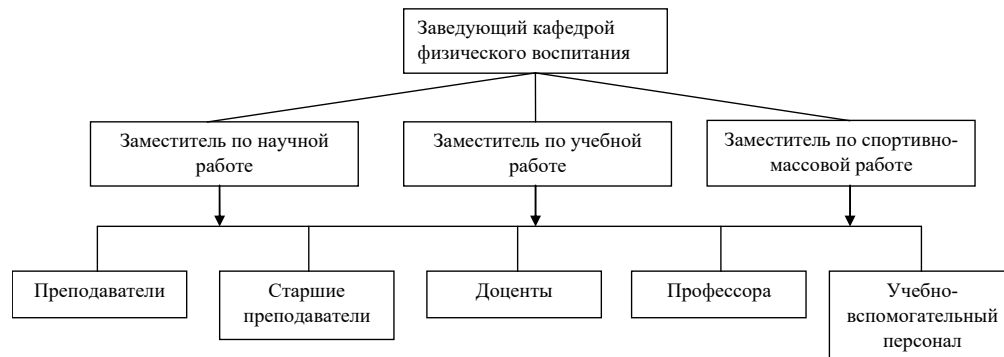 Заведующий кафедрой
физического воспитания
Заместитель по научной
работе
Заместитель по учебной
работе
Заместитель по спортивно-
массовой работе
Преподаватели
Старшие
преподаватели
Доценты
Профессора
Учебно-
вспомогательный
персонал